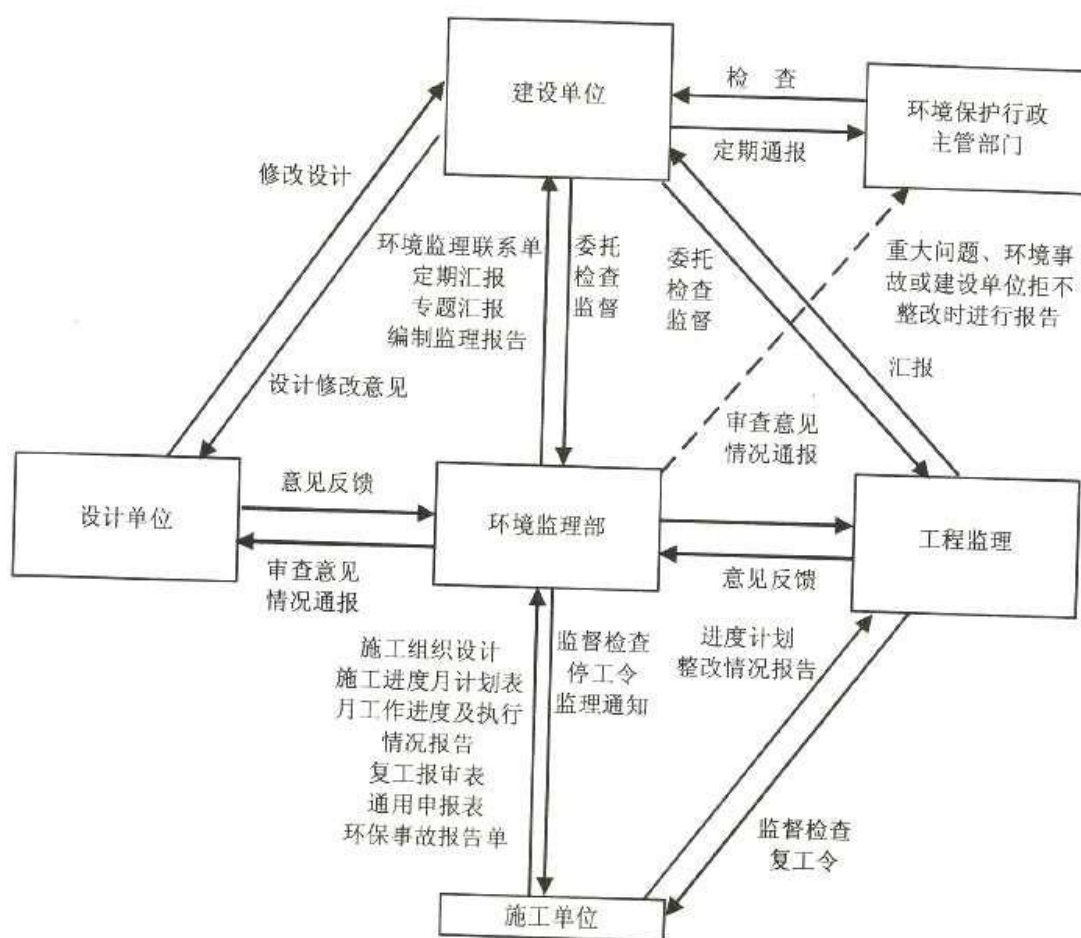 建设单位
检 查
环境保护行政
主管部门
定期通报
修改设计
环境监理联系单
定期汇报
专题汇报
编制监理报告
委托
检查
监督
委托
检查
监督
重大问题、环境事
故或建设单位拒不
整改时进行报告
汇报
设计修改意见
审查意见
情况通报
设计单位
意见反馈
环境监理部
工程监理
审查意见
情况通报
意见反馈
施工组织设计
施工进度月计划表
月工作进度及执行
情况报告
复工报审表
通用申报表
环保事故报告单
监督检查
停工令
监理通知
进度计划
整改情况报告
监督检查
复工令
施工单位